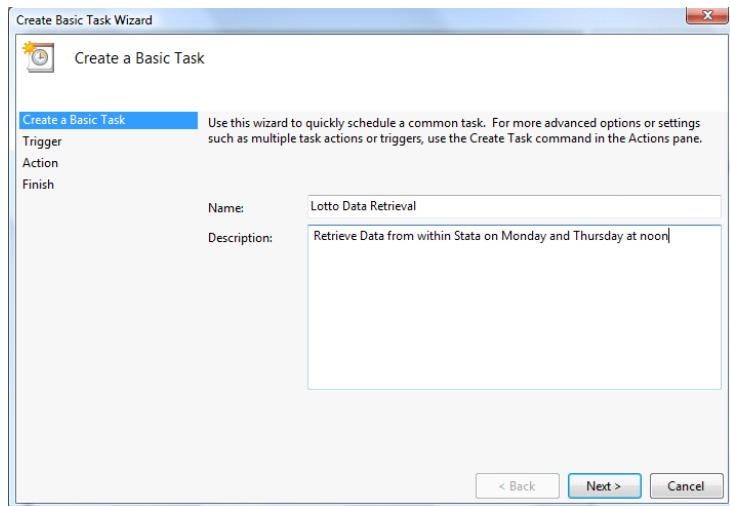 Create Basic Task Wizard
Create a Basic Task
Create a Basic Task
Trigger
Action
Finish
Use this wizard to quickly schedule a common task. For more advanced options or settings
such as multiple task actions or triggers, use the Create Task command in the Actions pane.
Name:
Lotto Data Retrieval
Description:
Retrieve Data from within Stata on Monday and Thursday at noon
< Back
Next >
Cancel